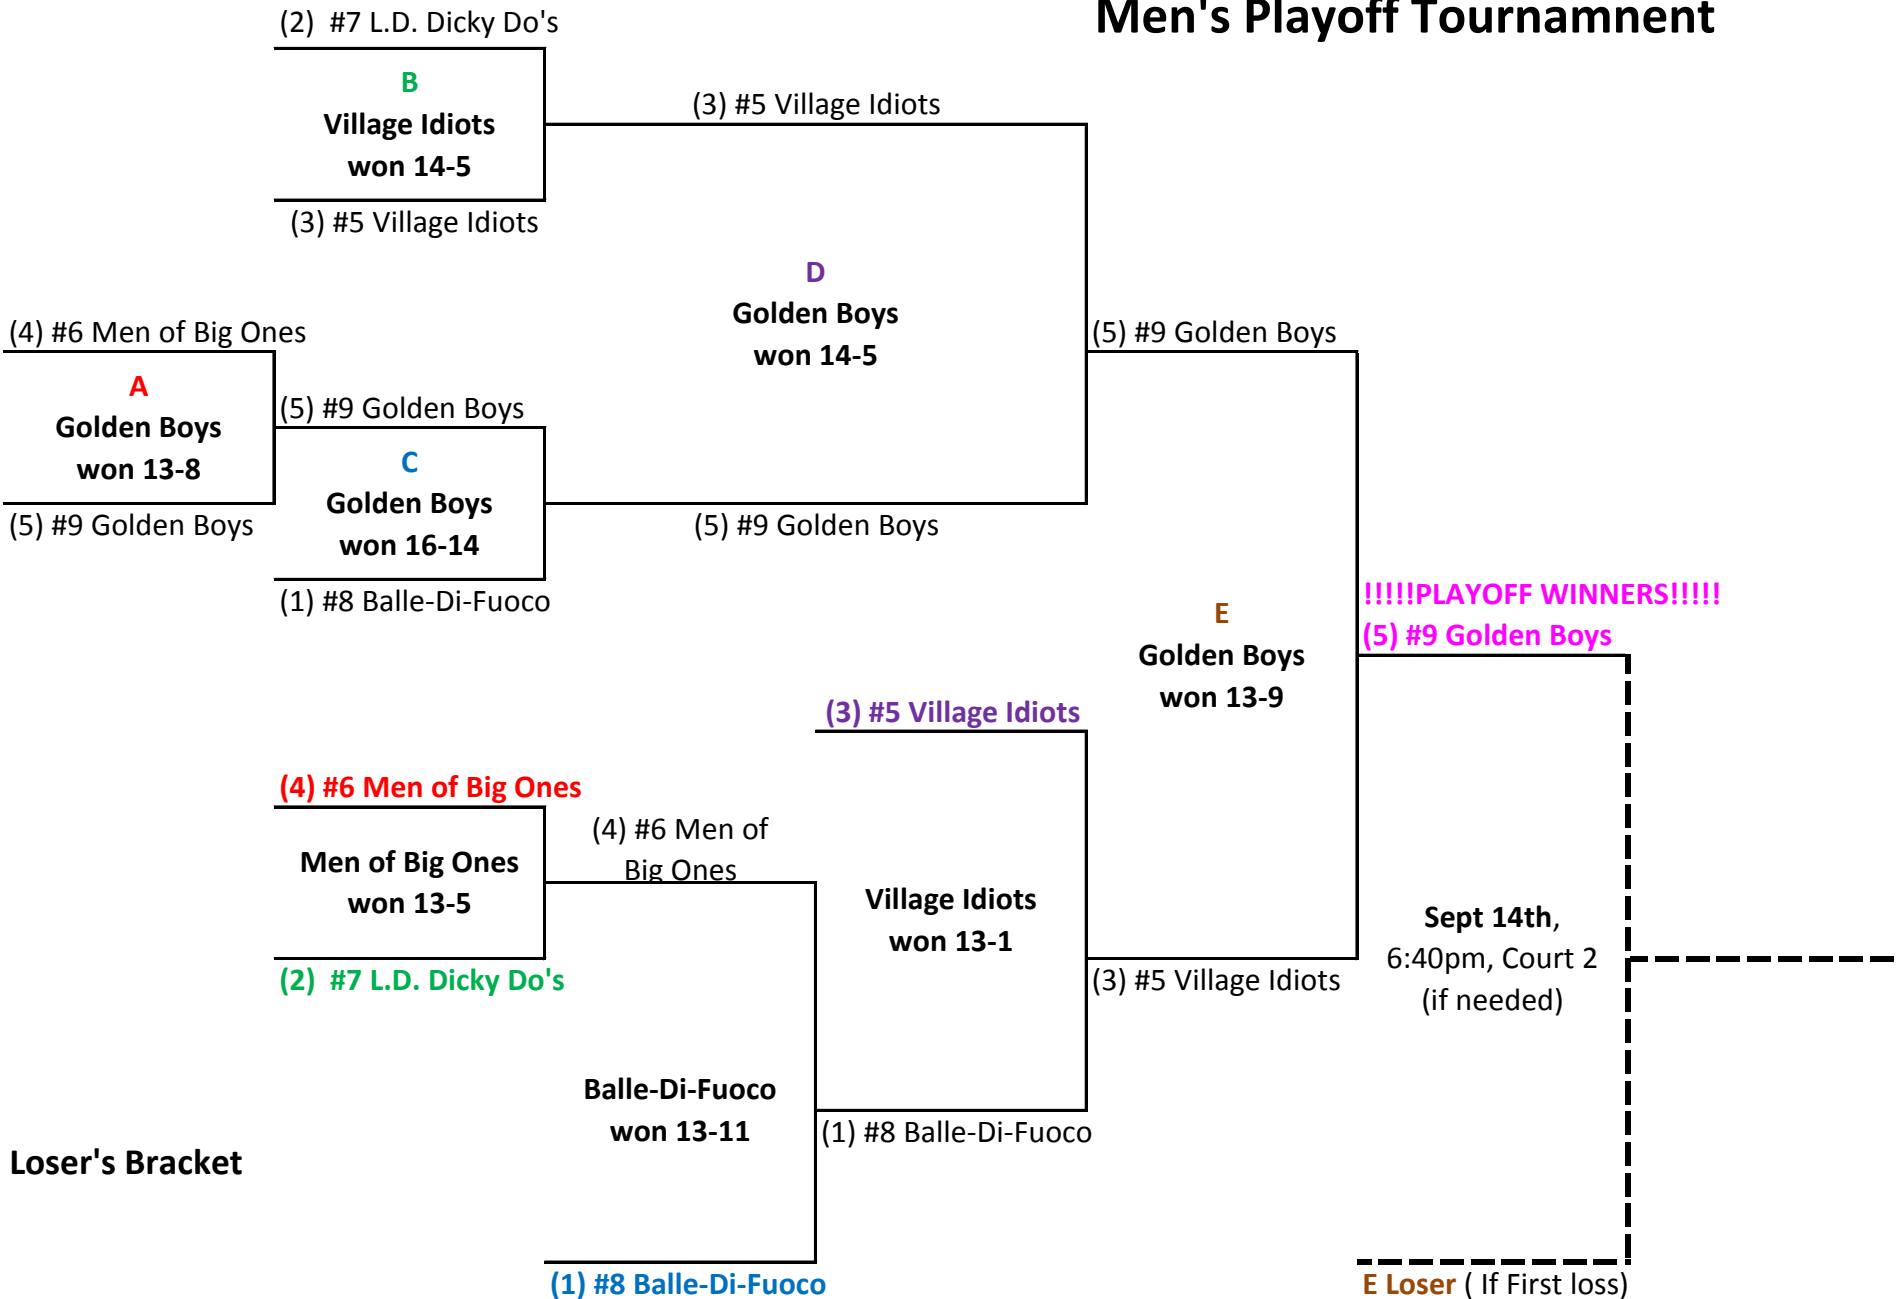 Men's Playoff Tournamnent
(2)  #7 L.D. Dicky Do's
B
Village Idiots
won 14-5
(3) #5 Village Idiots
(3) #5 Village Idiots
D
Golden Boys
won 14-5
(4) #6 Men of Big Ones
A
Golden Boys
won 13-8
(5) #9 Golden Boys
(5) #9 Golden Boys
C
Golden Boys
won 16-14
(1) #8 Balle-Di-Fuoco
(5) #9 Golden Boys
(5) #9 Golden Boys
E
Golden Boys
won 13-9
!!!!!PLAYOFF WINNERS!!!!!
(5) #9 Golden Boys
(3) #5 Village Idiots
(4) #6 Men of Big Ones
Men of Big Ones
won 13-5
(2)  #7 L.D. Dicky Do's
(4) #6 Men of
Big Ones
Village Idiots
won 13-1
(3) #5 Village Idiots
Sept 14th,
6:40pm, Court 2
(if needed)
Balle-Di-Fuoco
won 13-11
(1) #8 Balle-Di-Fuoco
Loser's Bracket
(1) #8 Balle-Di-Fuoco
E Loser ( If First loss)